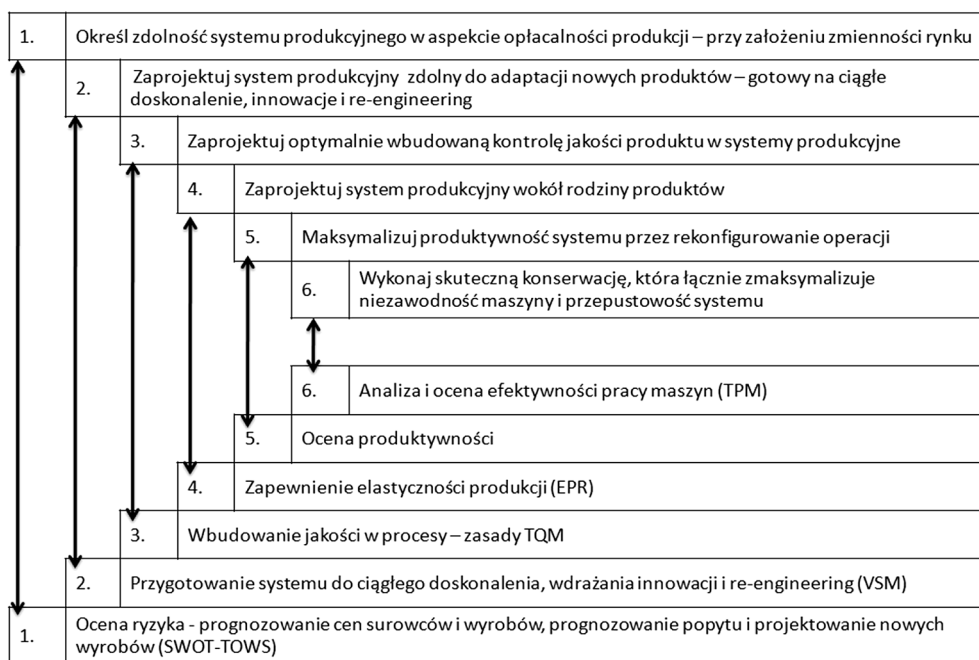 1. Określ zdolność systemu produkcyjnego w aspekcie opłacalności produkcji – przy założeniu zmienności rynku
2. Zaprojektuj system produkcyjny zdolny do adaptacji nowych produktów – gotowy na ciągłe
doskonalenie, innowacje i re-engineering
3. Zaprojektuj optymalnie wbudowaną kontrolę jakości produktu w systemy produkcyjne
4. Zaprojektuj system produkcyjny wokół rodziny produktów
5. Maksymalizuj produktywność systemu przez rekonfigurowanie operacji
6. Wykonaj skuteczną konserwację, która łącznie zmaksymalizuje
niezawodność maszyny i przepustowość systemu
6. Analiza i ocena efektywności pracy maszyn (TPM)
5. Ocena produktywności
4. Zapewnienie elastyczności produkcji (EPR)
3. Wbudowanie jakości w procesy – zasady TQM
2. Przygotowanie systemu do ciągłego doskonalenia, wdrażania innowacji i re-engineering (VSM)
1. Ocena ryzyka - prognozowanie cen surowców i wyrobów, prognozowanie popytu i projektowanie nowych
wyrobów (SWOT-TOWS)